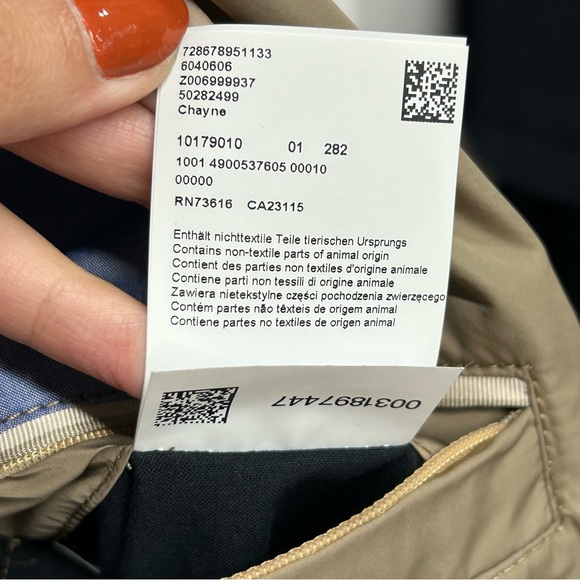 728678951133
6040606
Z006999937
50282499
Chayne
10179010 01 282
1001 4900537605 00010
00000
RN73616 CA23115
Enthält nichttextile Teile tierischen Ursprungs
Contains non-textile parts of animal origin
Contient des parties non textiles d'origine animale
Contiene parti non tessili di origine animale
Zawiera nietekstylne części pochodzenia zwierzęcego
Contém partes não têxteis de origem animal
Contiene partes no textiles de origen animal
0031897447